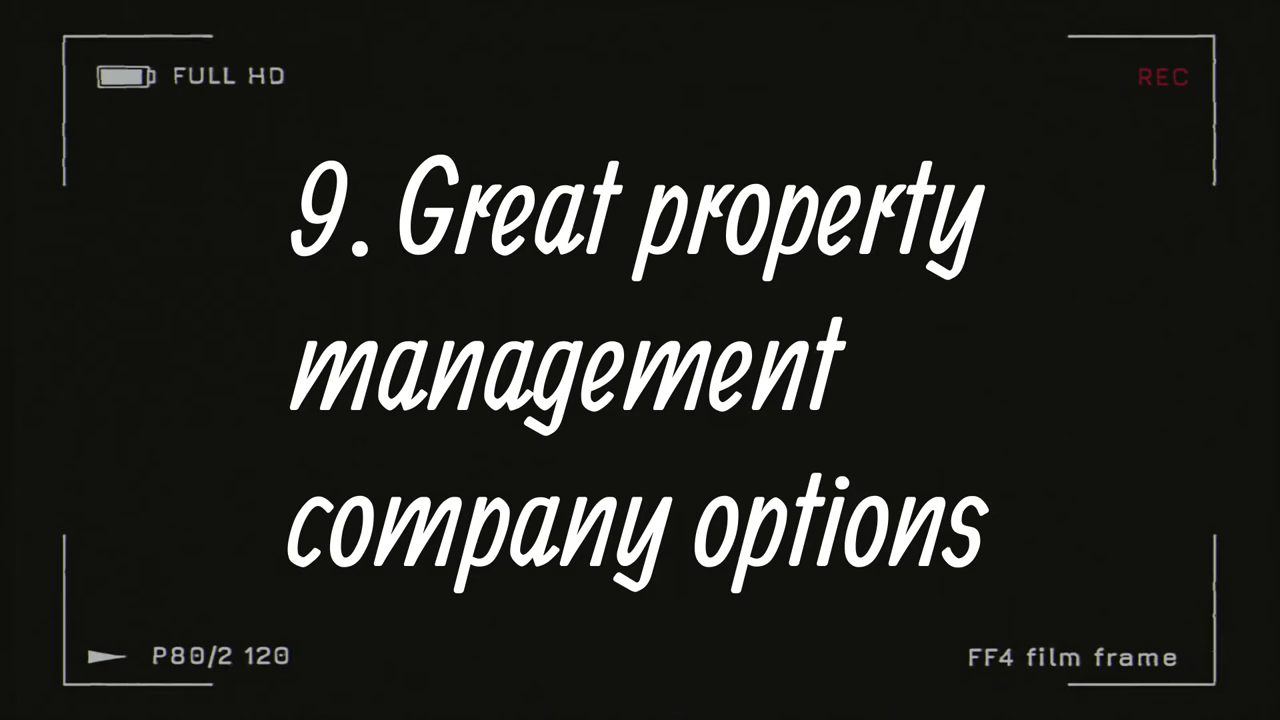 FULL HD
REC
9. Great property
management
company options
P80/2 120
FF4 film frame